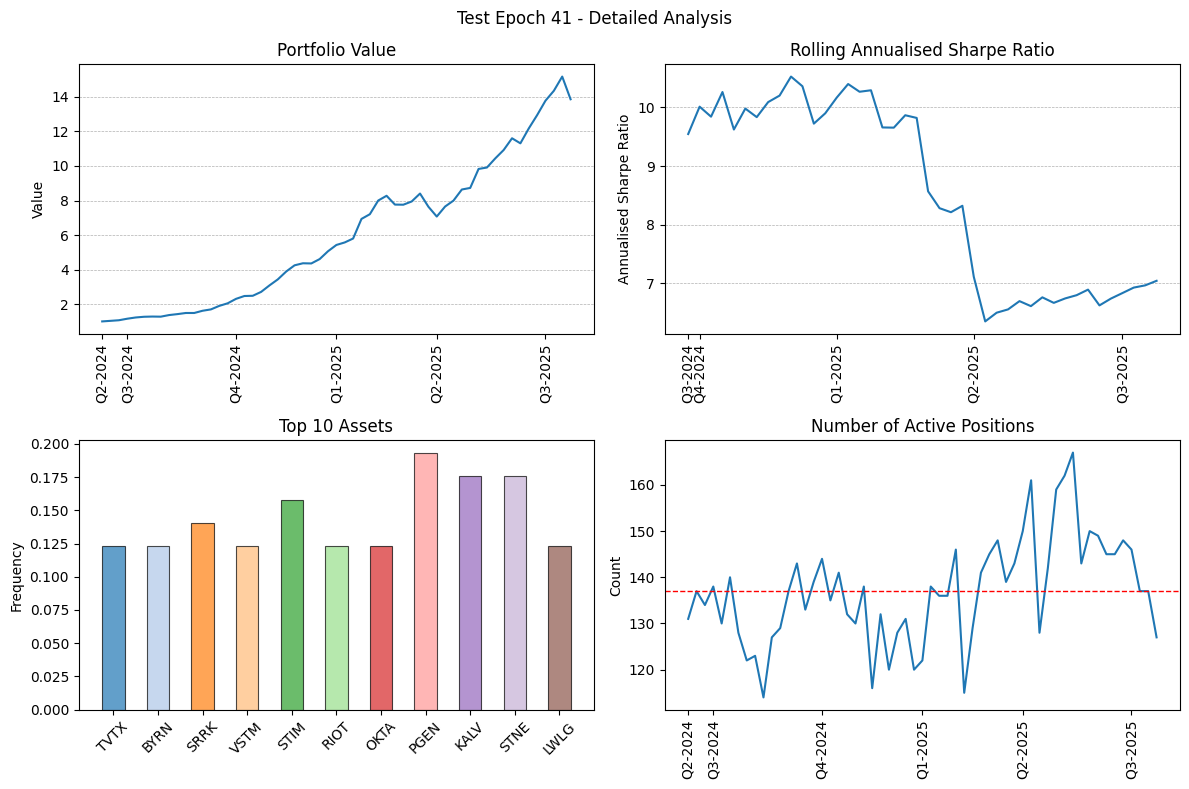 Test Epoch 41 - Detailed Analysis
Portfolio Value
Value
14
12
10
8
6
4
2
Q2-2024
Q3-2024
Q4-2024
Q1-2025
Q2-2025
Q3-2025
Rolling Annualised Sharpe Ratio
Annualised Sharpe Ratio
10
9
8
7
Q3-2024
Q4-2024
Q1-2025
Q2-2025
Q3-2025
Top 10 Assets
Frequency
0.200
0.175
0.150
0.125
0.100
0.075
0.050
0.025
0.000
TVTX
BYRN
SRRK
VSTM
STIM
RIOT
OKTA
PGEN
KALV
STNE
LWLG
Number of Active Positions
Count
160
150
140
130
120
Q2-2024
Q3-2024
Q4-2024
Q1-2025
Q2-2025
Q3-2025